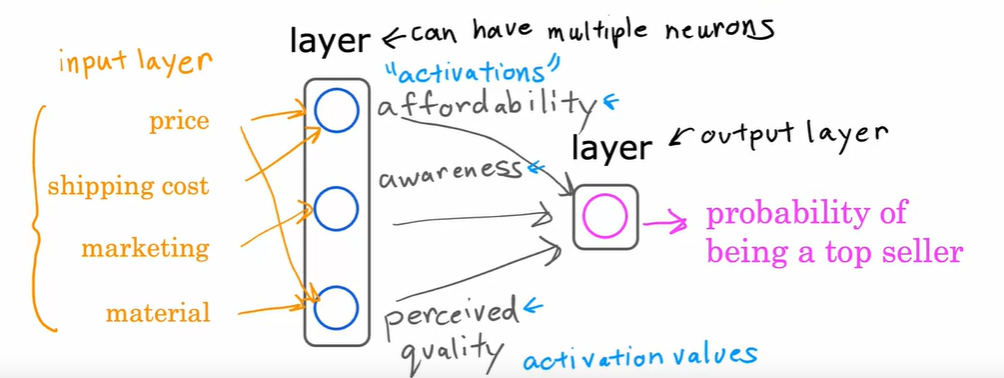 input layer
price
shipping cost
marketing
material
layer
can have multiple neurons
"activations"
affordability
awareness
perceived
quality
activation values
layer
output layer
probability of
being a top seller